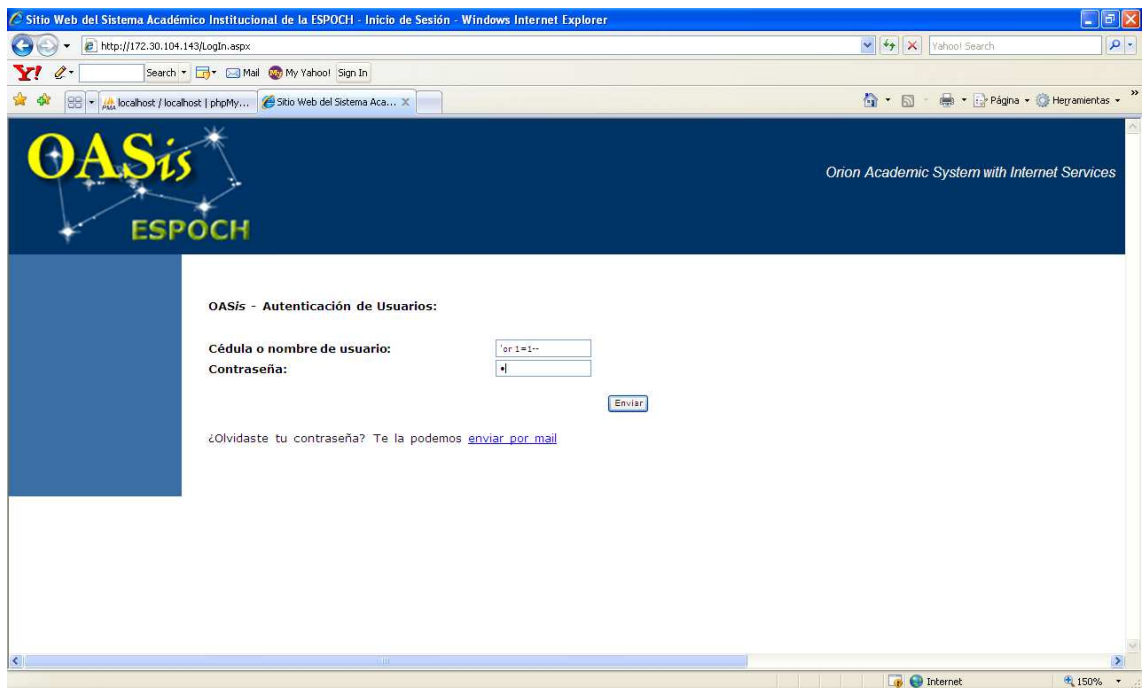 Sitio Web del Sistema Académico Institucional de la ESPOCH - Inicio de Sesión - Windows Internet Explorer
http://172.30.104.143/LogIn.aspx
Yahoo! Search
Y! Search Mail My Yahoo! Sign In
localhost / localhost | phpMy... Sitio Web del Sistema Aca... X Página Herramientas »
OASis
ESPOCH
Orion Academic System with Internet Services
OASis - Autenticación de Usuarios:
Cédula o nombre de usuario: 'or 1=1--
Contraseña: •
Enviar
¿Olvidaste tu contraseña? Te la podemos enviar por mail
Internet 150%